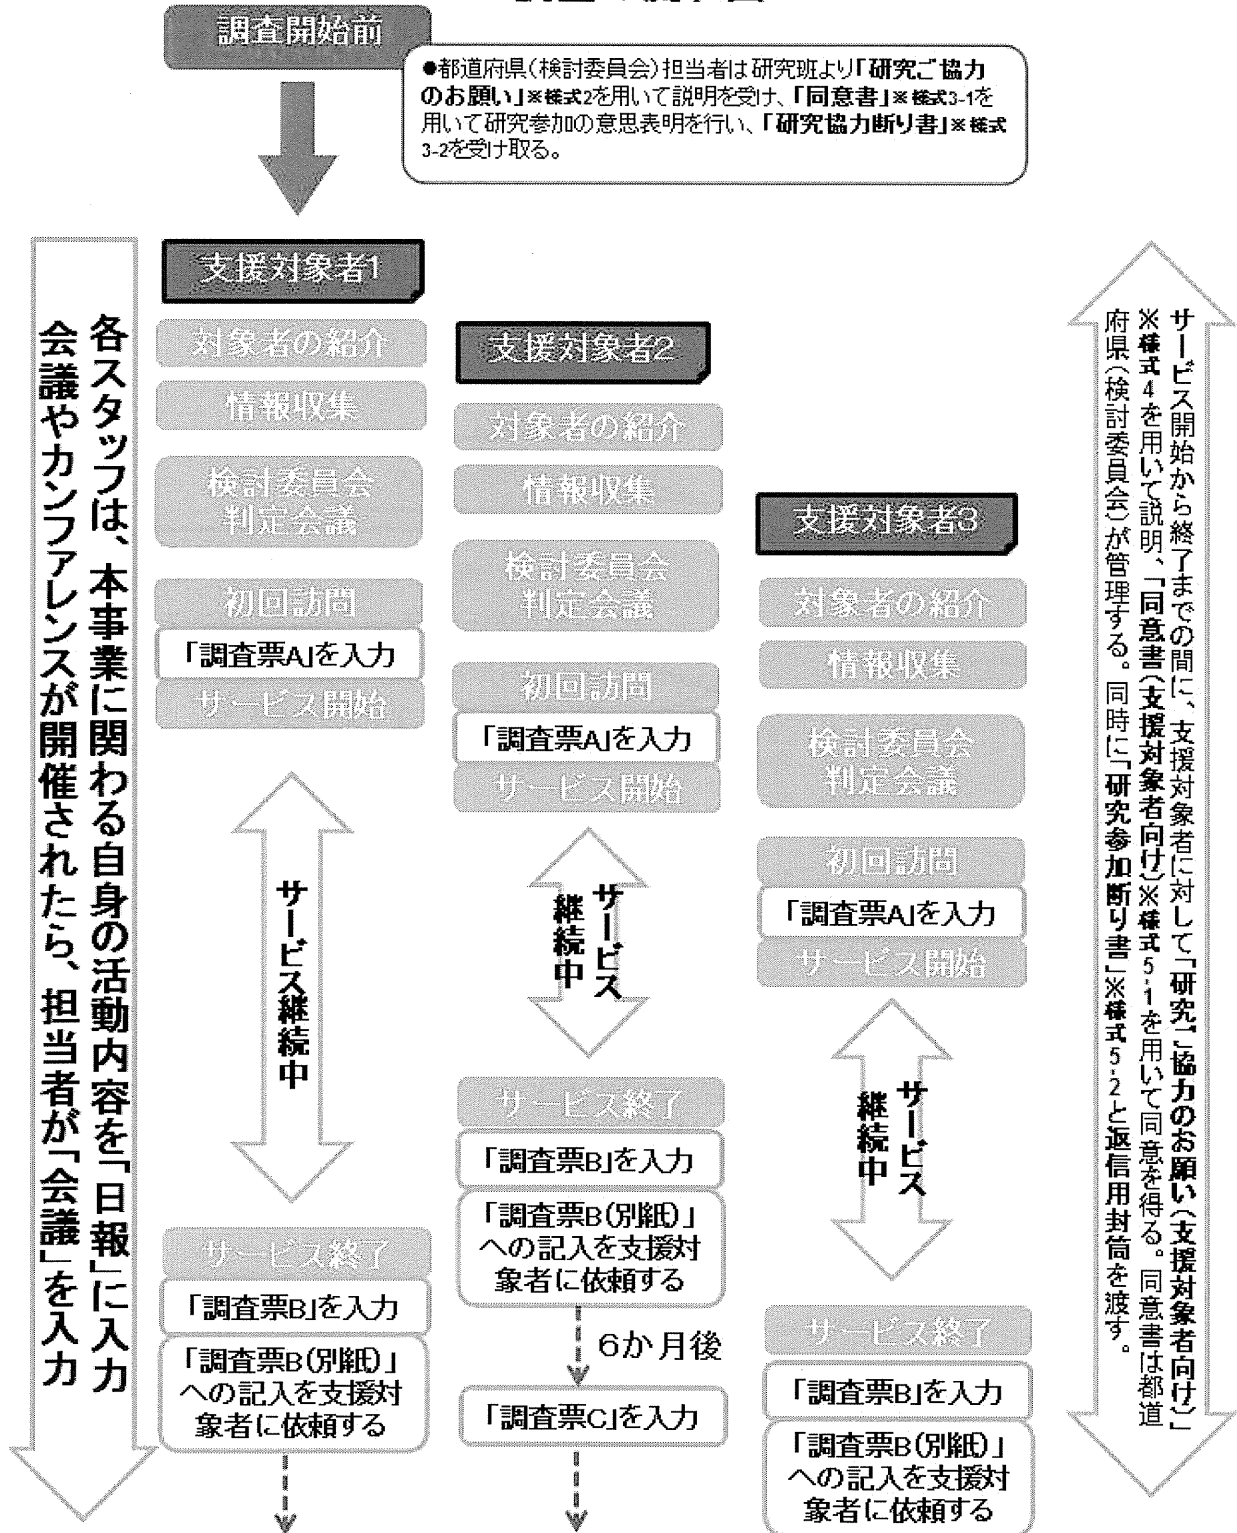 調査開始前
●都道府県(検討委員会)担当者は研究班より「研究ご協力
のお願い」※様式2を用いて説明を受け、「同意書」※様式3-1を
用いて研究参加の意思表明を行い、「研究協力断り書」※様式
3-2を受け取る。
各スタッフは、本事業に関わる自身の活動内容を「日報」に入力
会議やカンファレンスが開催されたら、担当者が「会議」を入力
支援対象者1
対象者の紹介
情報収集
検討委員会
判定会議
初回訪問
「調査票A」を入力
サービス開始
サービス継続中
サービス終了
「調査票B」を入力
「調査票B(別紙)」
への記入を支援対
象者に依頼する
支援対象者2
対象者の紹介
情報収集
検討委員会
判定会議
初回訪問
「調査票A」を入力
サービス開始
サービス
継続中
サービス終了
「調査票B」を入力
「調査票B(別紙)」
への記入を支援対
象者に依頼する
6か月後
「調査票C」を入力
支援対象者3
対象者の紹介
情報収集
検討委員会
判定会議
初回訪問
「調査票A」を入力
サービス開始
サービス
継続中
サービス終了
「調査票B」を入力
「調査票B(別紙)」
への記入を支援対
象者に依頼する
サービス開始から終了までの間に、支援対象者に対して「研究ご協力のお願い(支援対象者向け)」
※様式4を用いて説明、「同意書(支援対象者向け)※様式5-1を用いて同意を得る。同意書は都道
府県(検討委員会)が管理する。同時に「研究参加断り書」※様式5-2と返信用封筒を渡す。